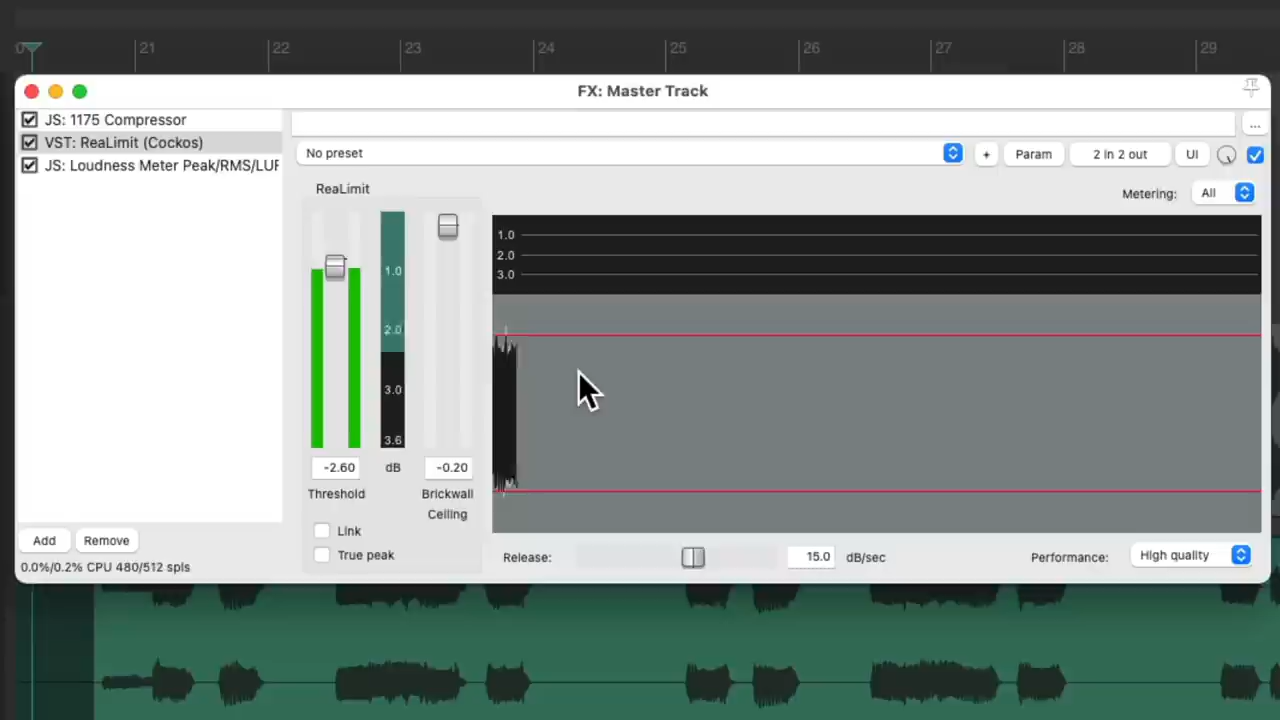 21 22 23 24 25 26 27 28 29
FX: Master Track
JS: 1175 Compressor
VST: ReaLimit (Cockos)
JS: Loudness Meter Peak/RMS/LUF
...
No preset
+ Param 2 in 2 out UI
ReaLimit
Metering: All
1.0
2.0
3.0
1.0
2.0
3.0
3.6
-2.60 dB -0.20
Threshold Brickwall
Ceiling
Link
True peak
Release: 15.0 dB/sec Performance: High quality
Add Remove
0.0%/0.2% CPU 480/512 spls